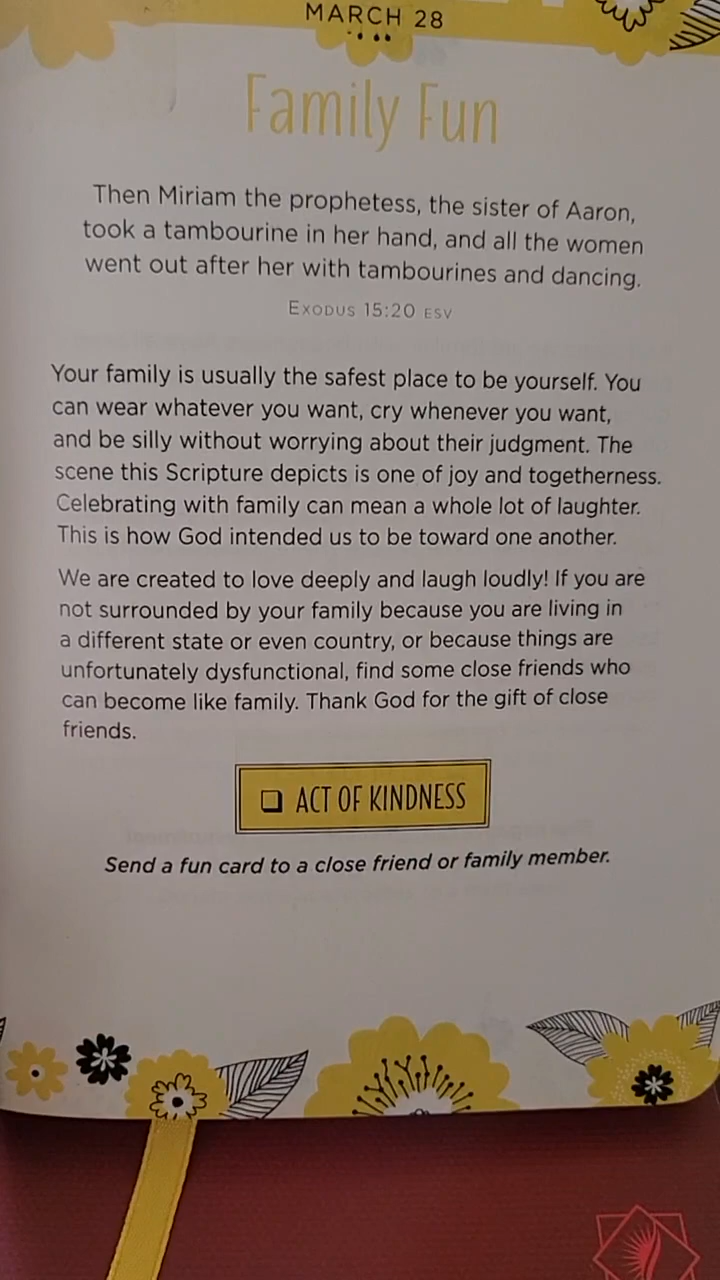 MARCH 28
Family Fun
Then Miriam the prophetess, the sister of Aaron,
took a tambourine in her hand, and all the women
went out after her with tambourines and dancing.
Exodus 15:20 ESV
Your family is usually the safest place to be yourself. You
can wear whatever you want, cry whenever you want,
and be silly without worrying about their judgment. The
scene this Scripture depicts is one of joy and togetherness.
Celebrating with family can mean a whole lot of laughter.
This is how God intended us to be toward one another.
We are created to love deeply and laugh loudly! If you are
not surrounded by your family because you are living in
a different state or even country, or because things are
unfortunately dysfunctional, find some close friends who
can become like family. Thank God for the gift of close
friends.
ACT OF KINDNESS
Send a fun card to a close friend or family member.